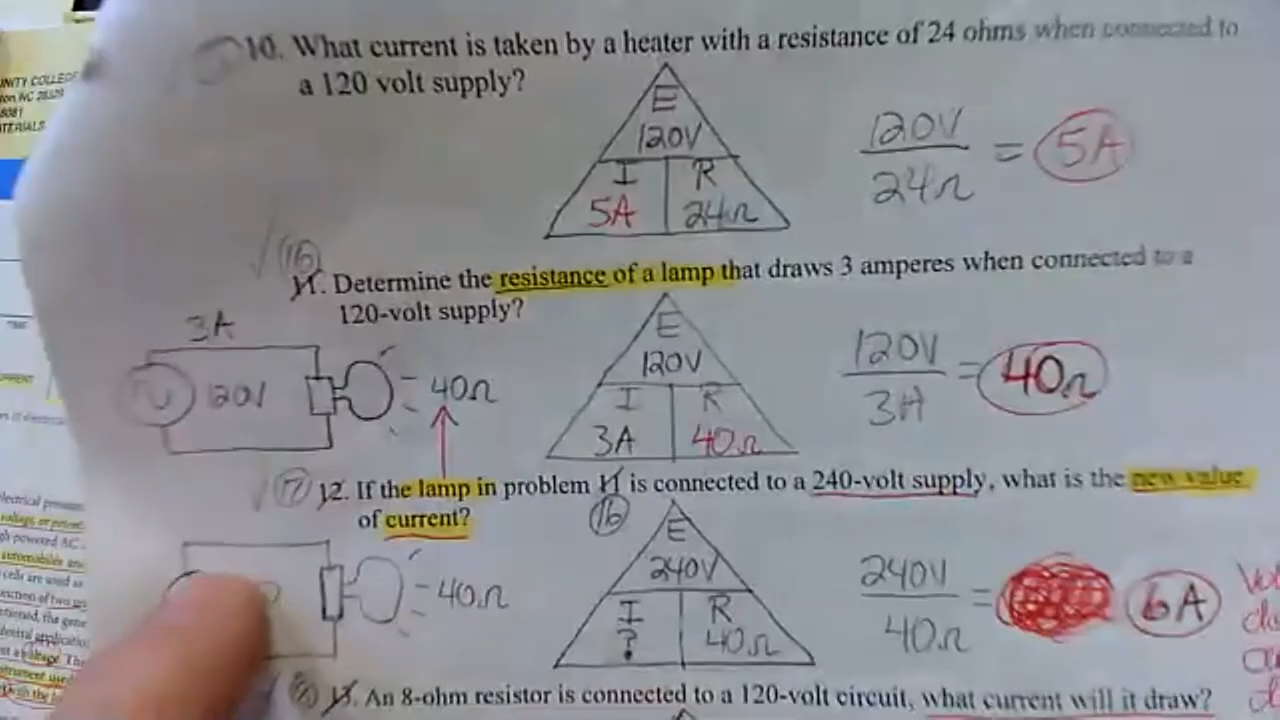 UNITY COLLEGE
10. What current is taken by a heater with a resistance of 24 ohms when connected to
a 120 volt supply?
E
120V
I R
5A 24Ω
120V
24Ω
= 5A
16
11. Determine the resistance of a lamp that draws 3 amperes when connected to a
120-volt supply?
3A
120V
40Ω
E
120V
I R
3A 40Ω
120V
3A
= 40Ω
17 12. If the lamp in problem 11 is connected to a 240-volt supply, what is the new value
16
of current?
40Ω
E
240V
I R
? 40Ω
240V
40Ω
= 6A
13. An 8-ohm resistor is connected to a 120-volt circuit, what current will it draw?